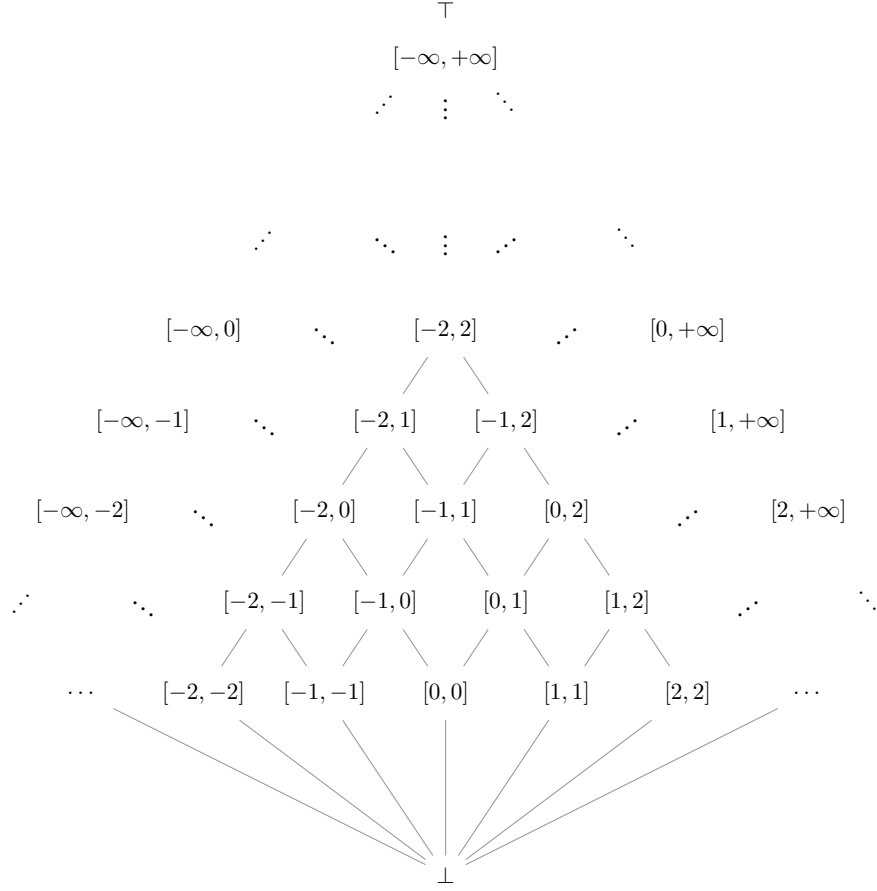 ⊤
[−∞, +∞]
⋰ ⋮ ⋱
⋰ ⋱ ⋮ ⋰ ⋱
[−∞, 0] ⋱ [−2, 2] ⋰ [0, +∞]
[−∞, −1] ⋱ [−2, 1] [−1, 2] ⋰ [1, +∞]
[−∞, −2] ⋱ [−2, 0] [−1, 1] [0, 2] ⋰ [2, +∞]
⋰ ⋱ [−2, −1] [−1, 0] [0, 1] [1, 2] ⋰ ⋱
⋯ [−2, −2] [−1, −1] [0, 0] [1, 1] [2, 2] ⋯
⊥